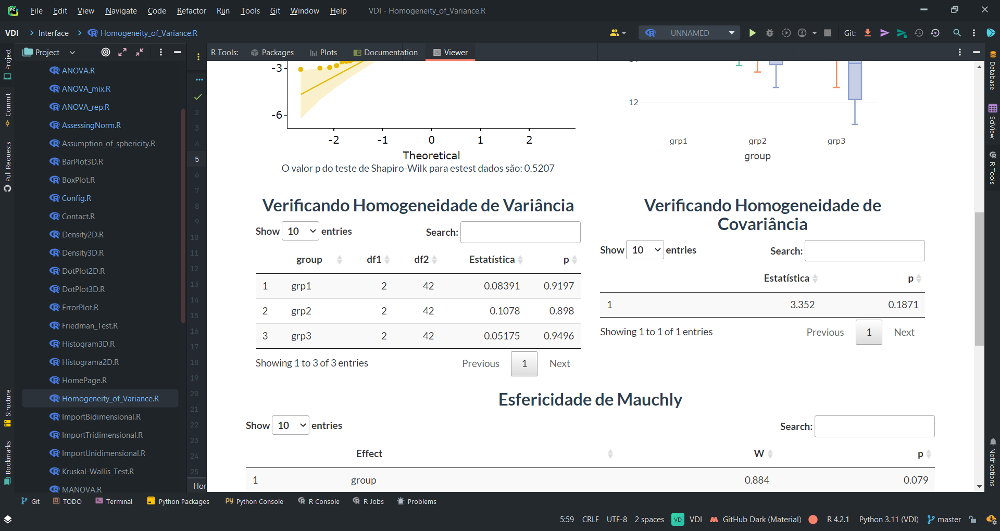 File Edit View Navigate Code Refactor Run Tools Git Window Help VDI - Homogeneity_of_Variance.R
VDI Interface Homogeneity_of_Variance.R UNNAMED Git:
Project
R Tools: Packages Plots Documentation Viewer
Project
Commit
Pull Requests
Structure
Bookmarks
ANOVA.R
ANOVA_mix.R
ANOVA_rep.R
AssessingNorm.R
Assumption_of_sphericity.R
BarPlot3D.R
BoxPlot.R
Config.R
Contact.R
Density2D.R
Density3D.R
DotPlot2D.R
DotPlot3D.R
ErrorPlot.R
Friedman_Test.R
Histogram3D.R
Histograma2D.R
HomePage.R
Homogeneity_of_Variance.R
ImportBidimensional.R
ImportTridimensional.R
ImportUnidimensional.R
Kruskal-Wallis_Test.R
MANOVA.R
2
3
4
5
6
7
8
9
10
11
12
13
14
15
16
17
18
19
20
21
22
23
24
25
Hor
-3
-6
-2 -1 0 1 2
Theoretical
O valor p do teste de Shapiro-Wilk para estest dados são: 0.5207
12
grp1 grp2 grp3
group
Verificando Homogeneidade de Variância
Show 10 entries Search:
group df1 df2 Estatística p
1 grp1 2 42 0.08391 0.9197
2 grp2 2 42 0.1078 0.898
3 grp3 2 42 0.05175 0.9496
Showing 1 to 3 of 3 entries Previous 1 Next
Verificando Homogeneidade de
Covariância
Show 10 entries Search:
Estatística p
1 3.352 0.1871
Showing 1 to 1 of 1 entries Previous 1 Next
Esfericidade de Mauchly
Show 10 entries Search:
Effect W p
1 group 0.884 0.079
Database
SciView
R Tools
Notifications
Git TODO Terminal Python Packages Python Console R Console R Jobs Problems
5:59 CRLF UTF-8 2 spaces VD VDI GitHub Dark (Material) R 4.2.1 Python 3.11 (VDI) master